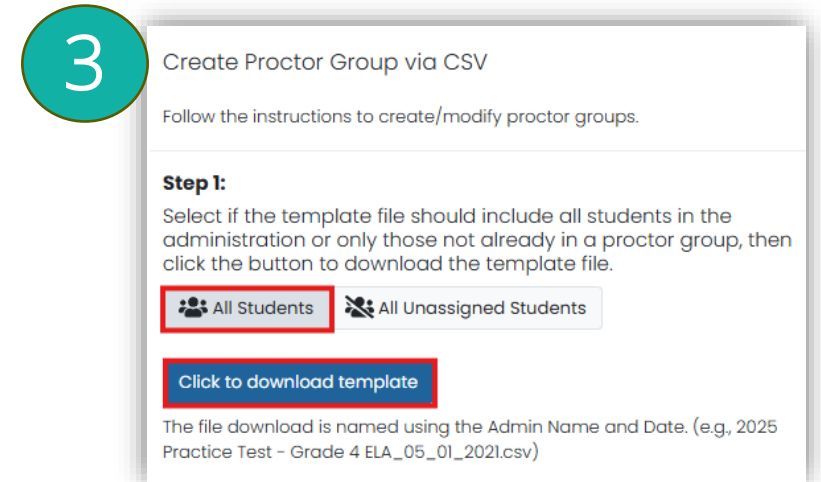 3
Create Proctor Group via CSV
Follow the instructions to create/modify proctor groups.
Step 1:
Select if the template file should include all students in the
administration or only those not already in a proctor group, then
click the button to download the template file.
All Students All Unassigned Students
Click to download template
The file download is named using the Admin Name and Date. (e.g., 2025
Practice Test - Grade 4 ELA_05_01_2021.csv)